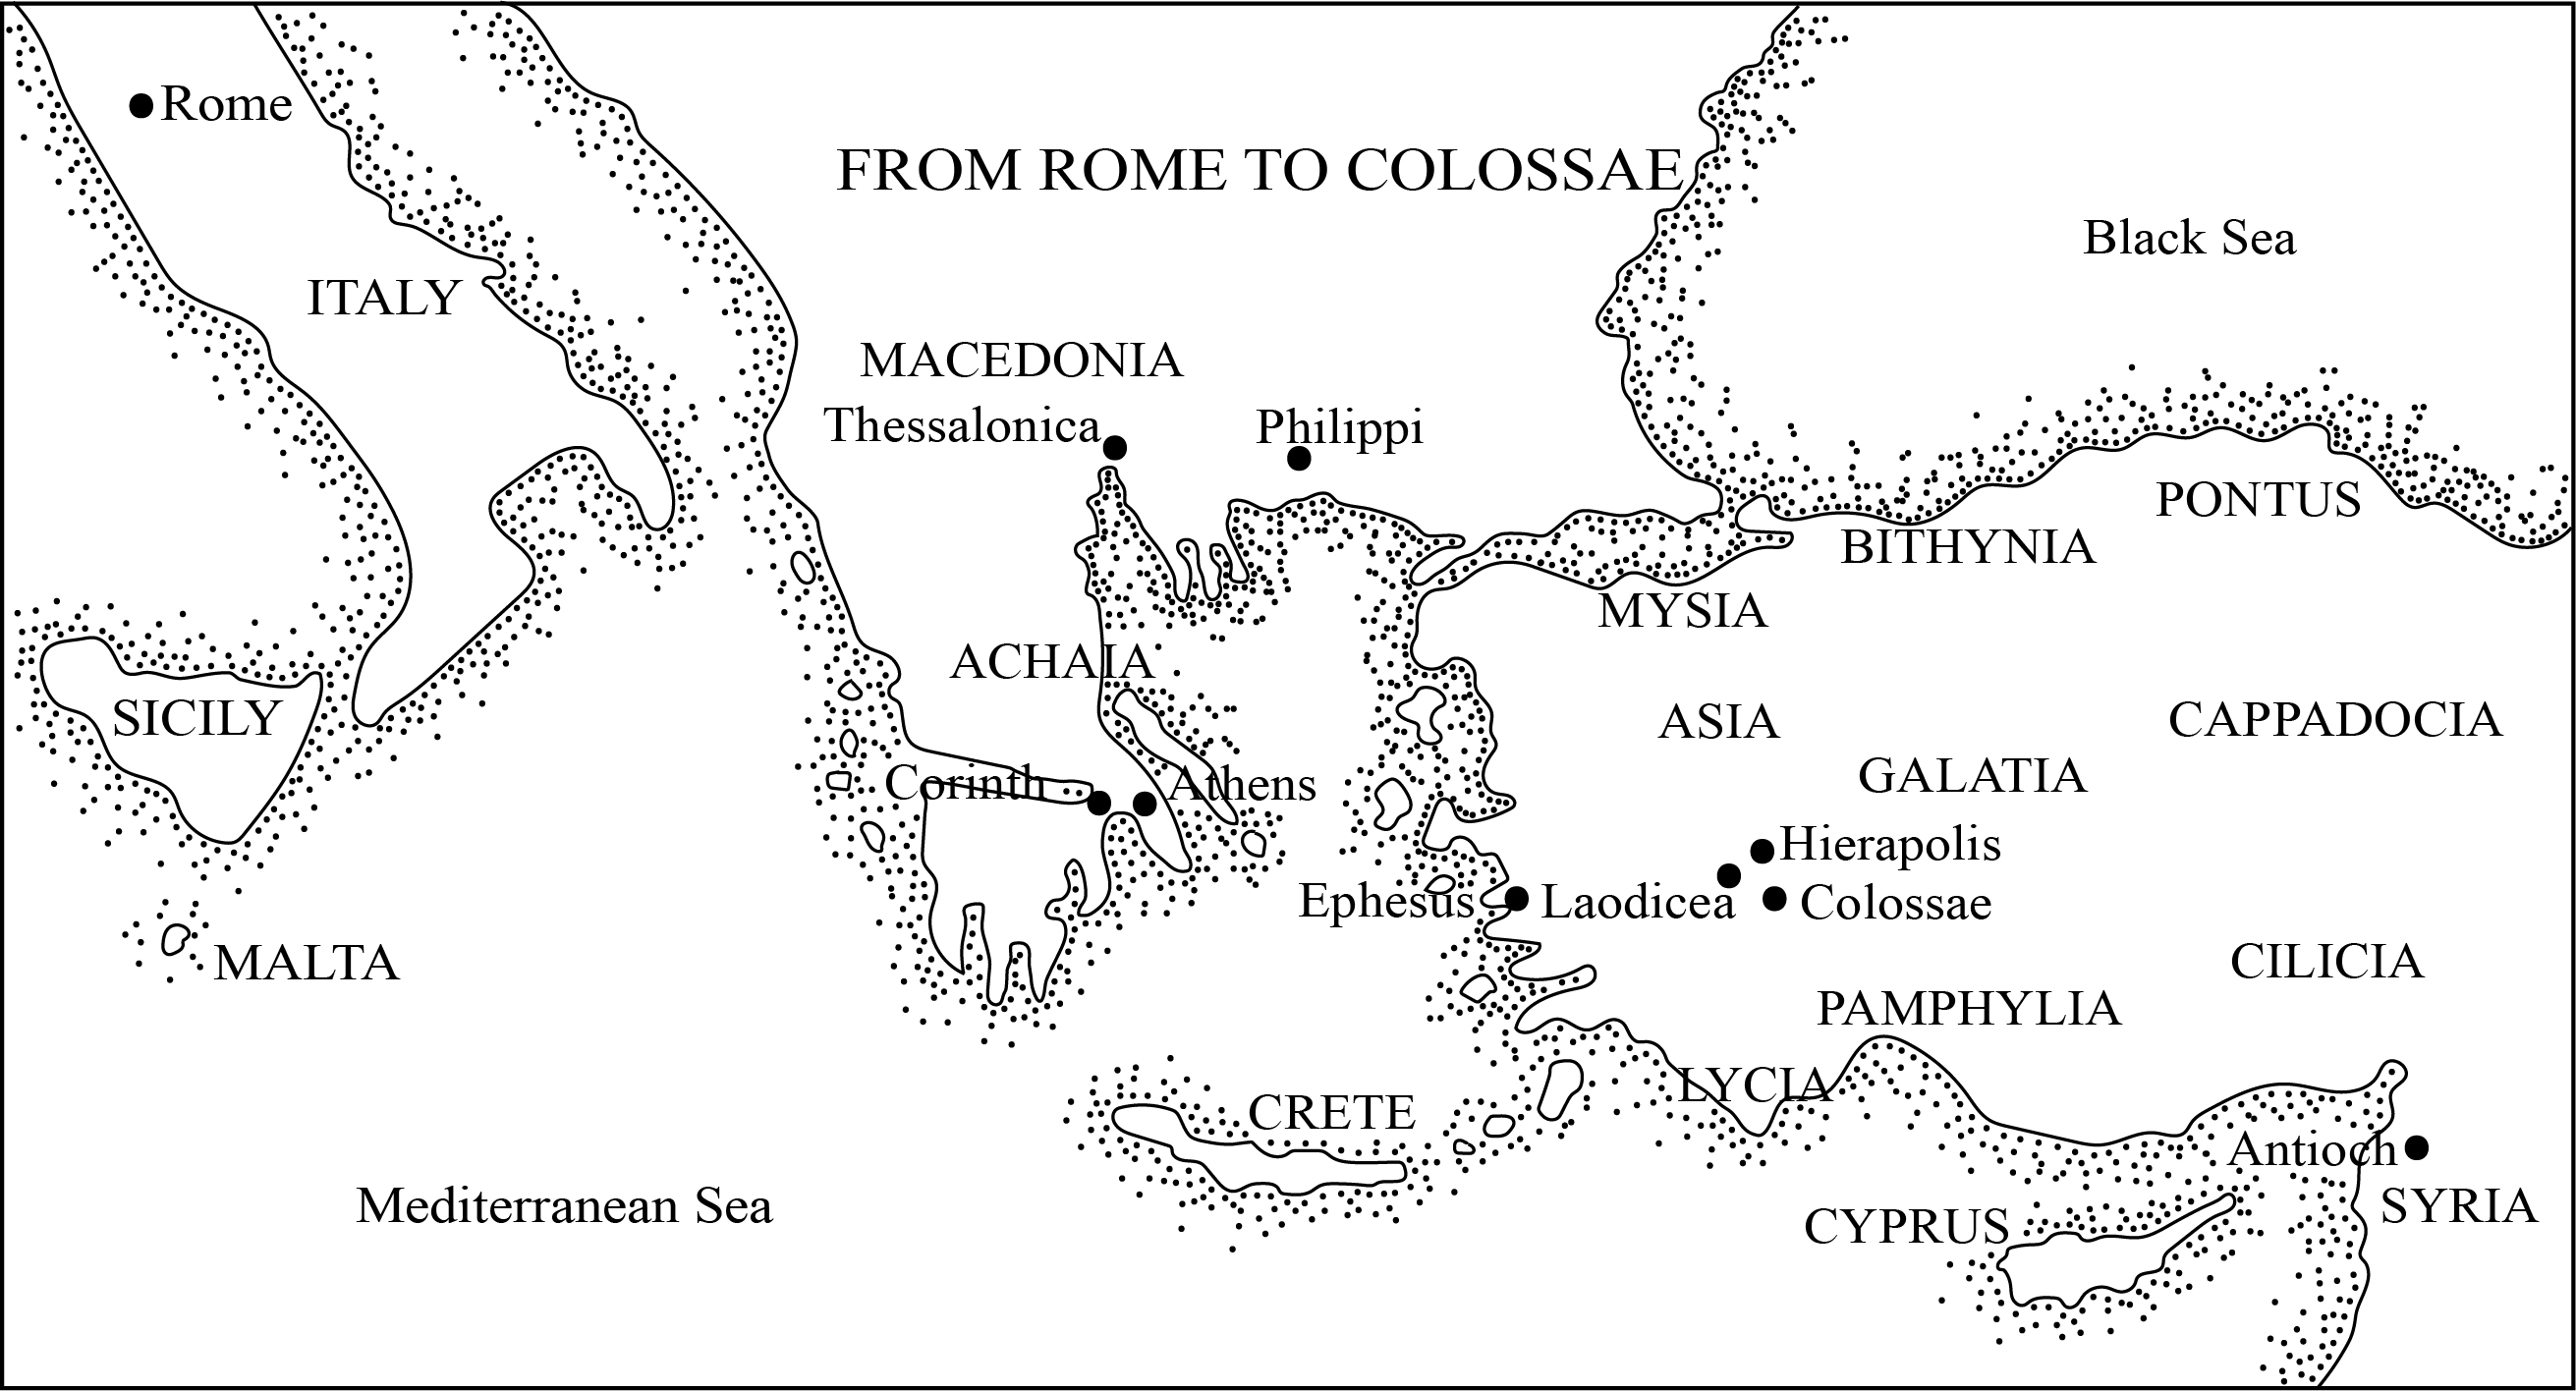 Rome
FROM ROME TO COLOSSAE
Black Sea
ITALY
MACEDONIA
Thessalonica
Philippi
PONTUS
BITHYNIA
MYSIA
ACHAIA
SICILY
ASIA
CAPPADOCIA
GALATIA
Corinth
Athens
Hierapolis
Ephesus
Laodicea
Colossae
MALTA
CILICIA
PAMPHYLIA
LYCIA
CRETE
Antioch
Mediterranean Sea
SYRIA
CYPRUS